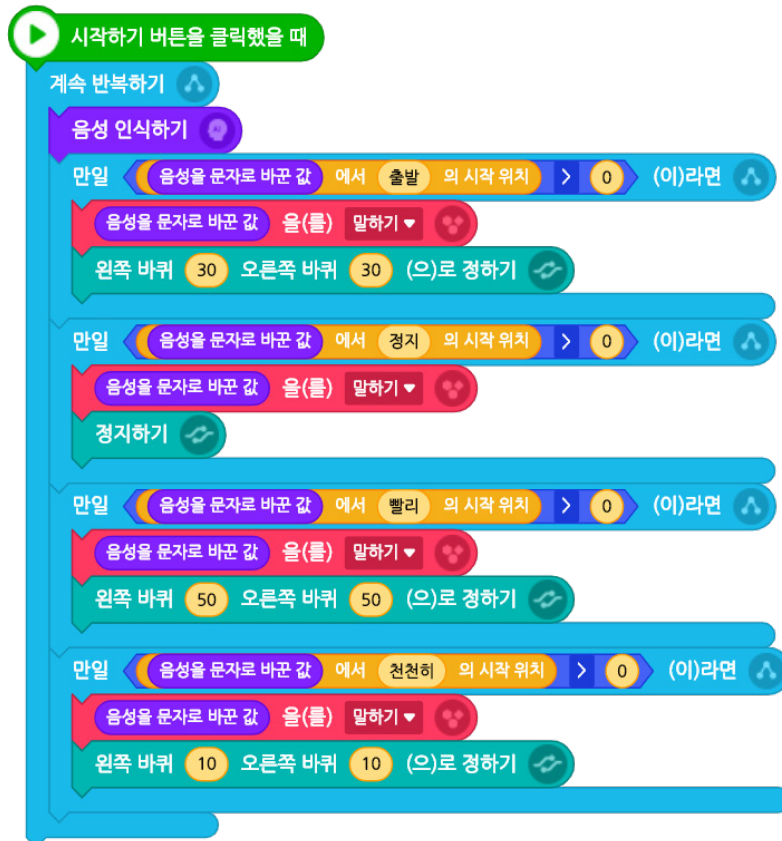 시작하기 버튼을 클릭했을 때
계속 반복하기
음성 인식하기
만일 음성을 문자로 바꾼 값 에서 출발 의 시작 위치 > 0 (이)라면
음성을 문자로 바꾼 값 을(를) 말하기
왼쪽 바퀴 30 오른쪽 바퀴 30 (으)로 정하기
만일 음성을 문자로 바꾼 값 에서 정지 의 시작 위치 > 0 (이)라면
음성을 문자로 바꾼 값 을(를) 말하기
정지하기
만일 음성을 문자로 바꾼 값 에서 빨리 의 시작 위치 > 0 (이)라면
음성을 문자로 바꾼 값 을(를) 말하기
왼쪽 바퀴 50 오른쪽 바퀴 50 (으)로 정하기
만일 음성을 문자로 바꾼 값 에서 천천히 의 시작 위치 > 0 (이)라면
음성을 문자로 바꾼 값 을(를) 말하기
왼쪽 바퀴 10 오른쪽 바퀴 10 (으)로 정하기